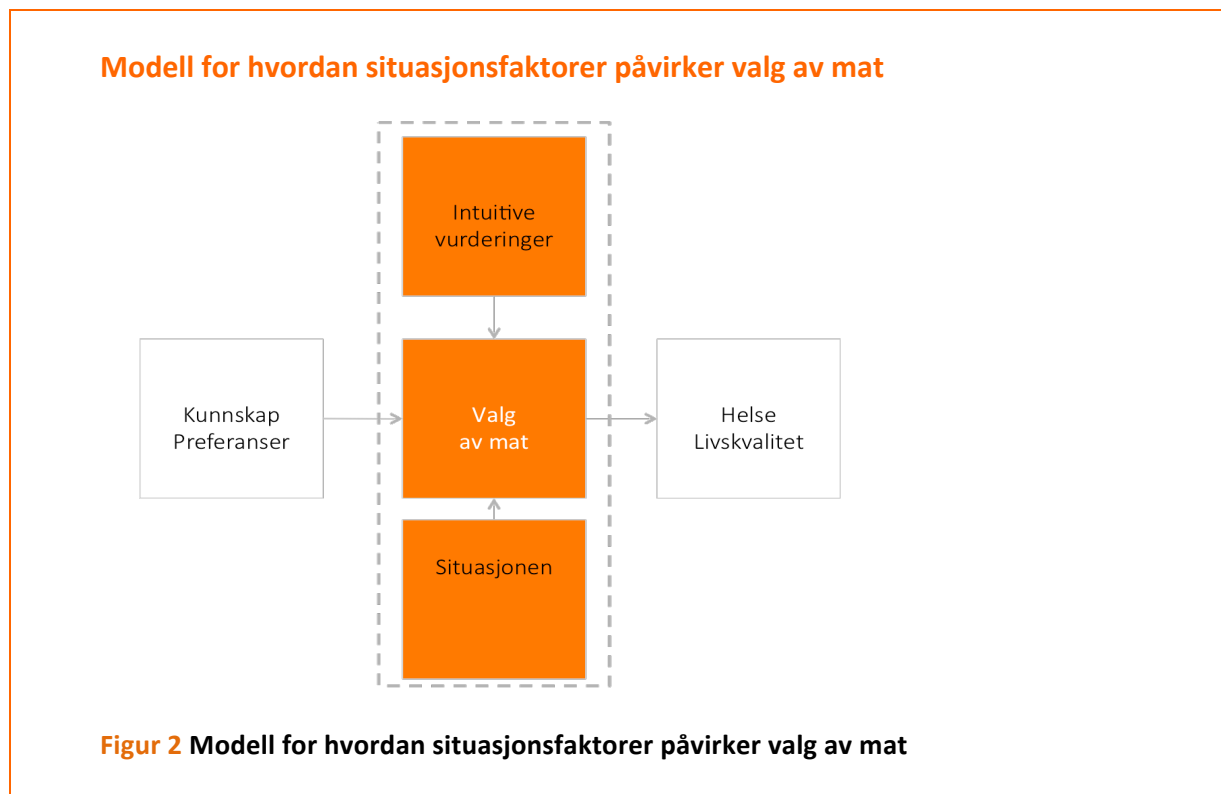 Modell for hvordan situasjonsfaktorer påvirker valg av mat
Intuitive
vurderinger
Kunnskap
Preferanser
Valg
av mat
Helse
Livskvalitet
Situasjonen
Figur 2 Modell for hvordan situasjonsfaktorer påvirker valg av mat